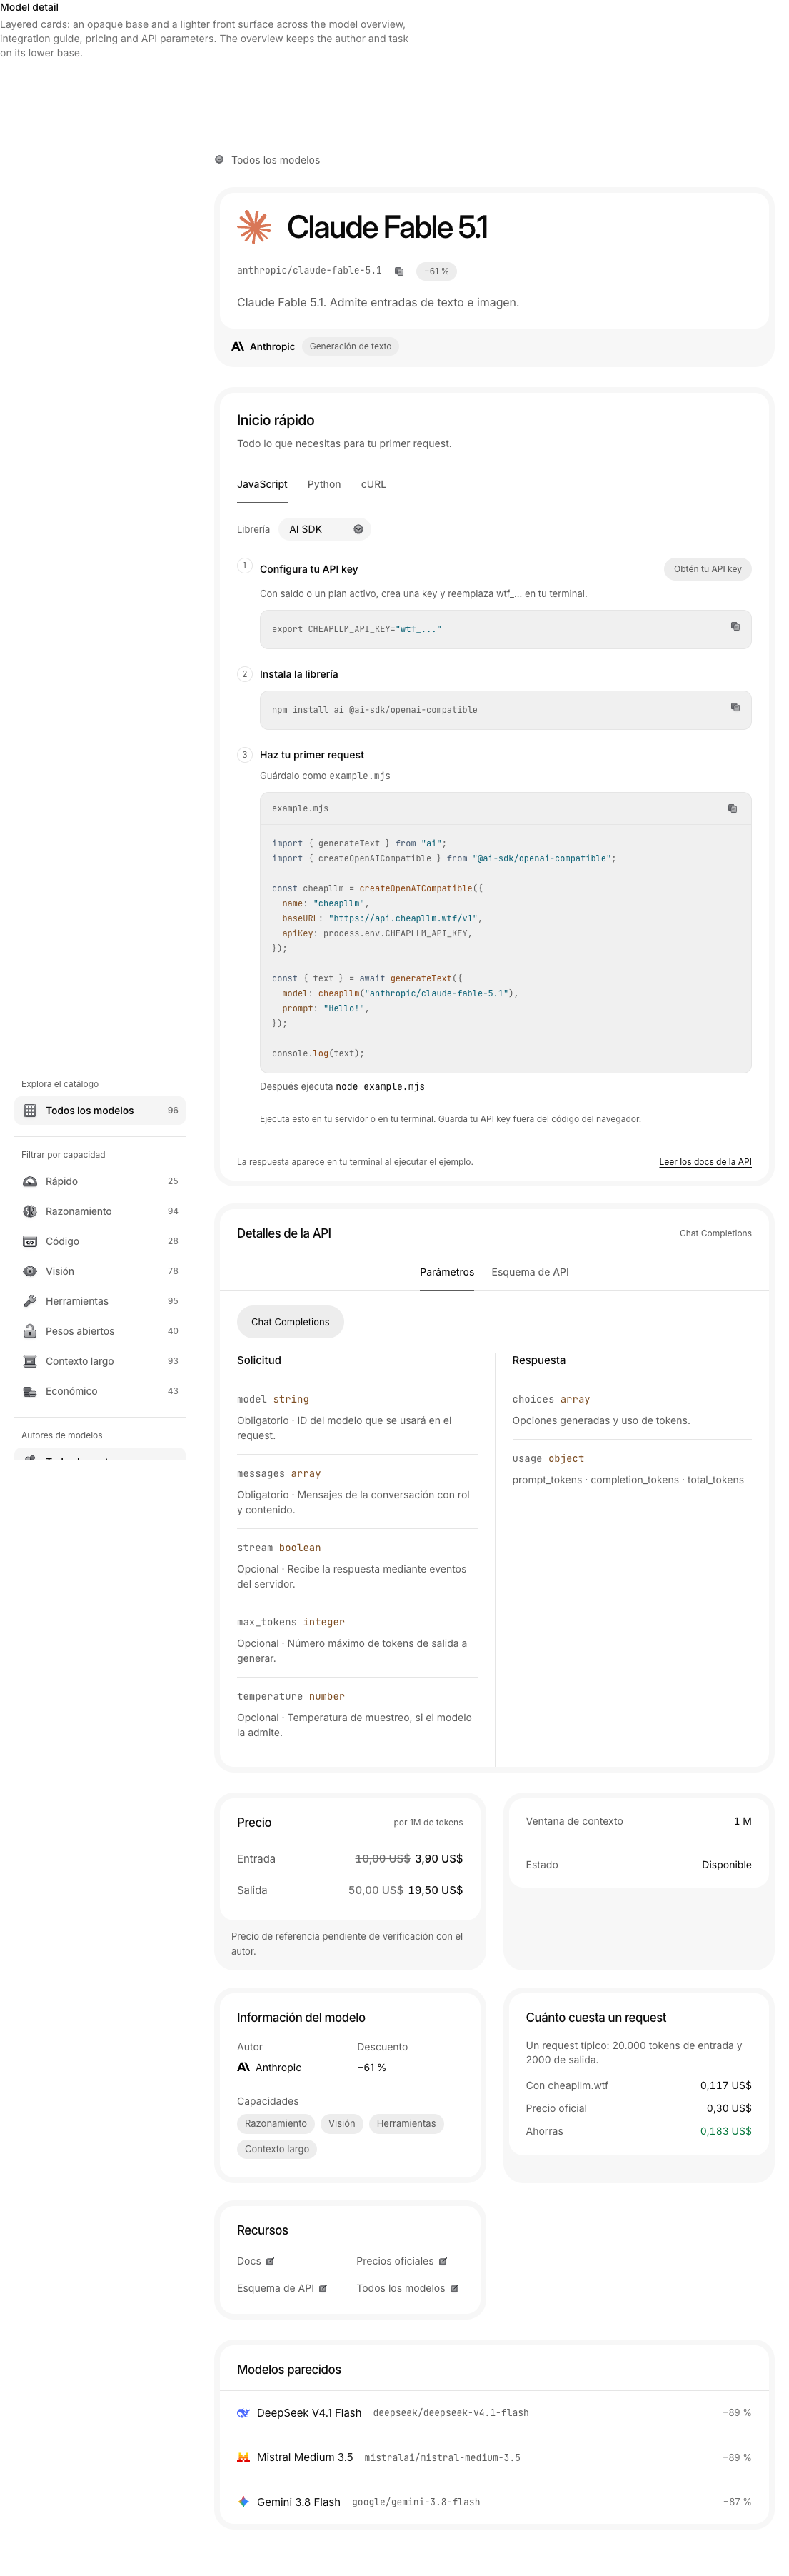 Model detail
Layered cards: an opaque base and a lighter front surface across the model overview,
integration guide, pricing and API parameters. The overview keeps the author and task
on its lower base.
Todos los modelos
Claude Fable 5.1
anthropic/claude-fable-5.1
−61 %
Claude Fable 5.1. Admite entradas de texto e imagen.
Anthropic
Generación de texto
Inicio rápido
Todo lo que necesitas para tu primer request.
JavaScript
Python
cURL
Librería
AI SDK
1
Configura tu API key
Obtén tu API key
Con saldo o un plan activo, crea una key y reemplaza wtf_... en tu terminal.
export CHEAPLLM_API_KEY="wtf_..."
2
Instala la librería
npm install ai @ai-sdk/openai-compatible
3
Haz tu primer request
Guárdalo como example.mjs
example.mjs
import { generateText } from "ai";
import { createOpenAICompatible } from "@ai-sdk/openai-compatible";
const cheapllm = createOpenAICompatible({
name: "cheapllm",
baseURL: "https://api.cheapllm.wtf/v1",
apiKey: process.env.CHEAPLLM_API_KEY,
});
const { text } = await generateText({
model: cheapllm("anthropic/claude-fable-5.1"),
prompt: "Hello!",
});
console.log(text);
Después ejecuta node example.mjs
Ejecuta esto en tu servidor o en tu terminal. Guarda tu API key fuera del código del navegador.
La respuesta aparece en tu terminal al ejecutar el ejemplo.
Leer los docs de la API
Explora el catálogo
Todos los modelos
96
Filtrar por capacidad
Rápido
25
Razonamiento
94
Código
28
Visión
78
Herramientas
95
Pesos abiertos
40
Contexto largo
93
Económico
43
Autores de modelos
Todos los autores
Detalles de la API
Chat Completions
Parámetros
Esquema de API
Chat Completions
Solicitud
model string
Obligatorio · ID del modelo que se usará en el
request.
messages array
Obligatorio · Mensajes de la conversación con rol
y contenido.
stream boolean
Opcional · Recibe la respuesta mediante eventos
del servidor.
max_tokens integer
Opcional · Número máximo de tokens de salida a
generar.
temperature number
Opcional · Temperatura de muestreo, si el modelo
la admite.
Respuesta
choices array
Opciones generadas y uso de tokens.
usage object
prompt_tokens · completion_tokens · total_tokens
Precio
por 1M de tokens
Entrada
10,00 US$ 3,90 US$
Salida
50,00 US$ 19,50 US$
Precio de referencia pendiente de verificación con el
autor.
Ventana de contexto
1 M
Estado
Disponible
Información del modelo
Autor
Descuento
Anthropic
−61 %
Capacidades
Razonamiento
Visión
Herramientas
Contexto largo
Cuánto cuesta un request
Un request típico: 20.000 tokens de entrada y
2000 de salida.
Con cheapllm.wtf
0,117 US$
Precio oficial
0,30 US$
Ahorras
0,183 US$
Recursos
Docs
Precios oficiales
Esquema de API
Todos los modelos
Modelos parecidos
DeepSeek V4.1 Flash
deepseek/deepseek-v4.1-flash
−89 %
Mistral Medium 3.5
mistralai/mistral-medium-3.5
−89 %
Gemini 3.8 Flash
google/gemini-3.8-flash
−87 %